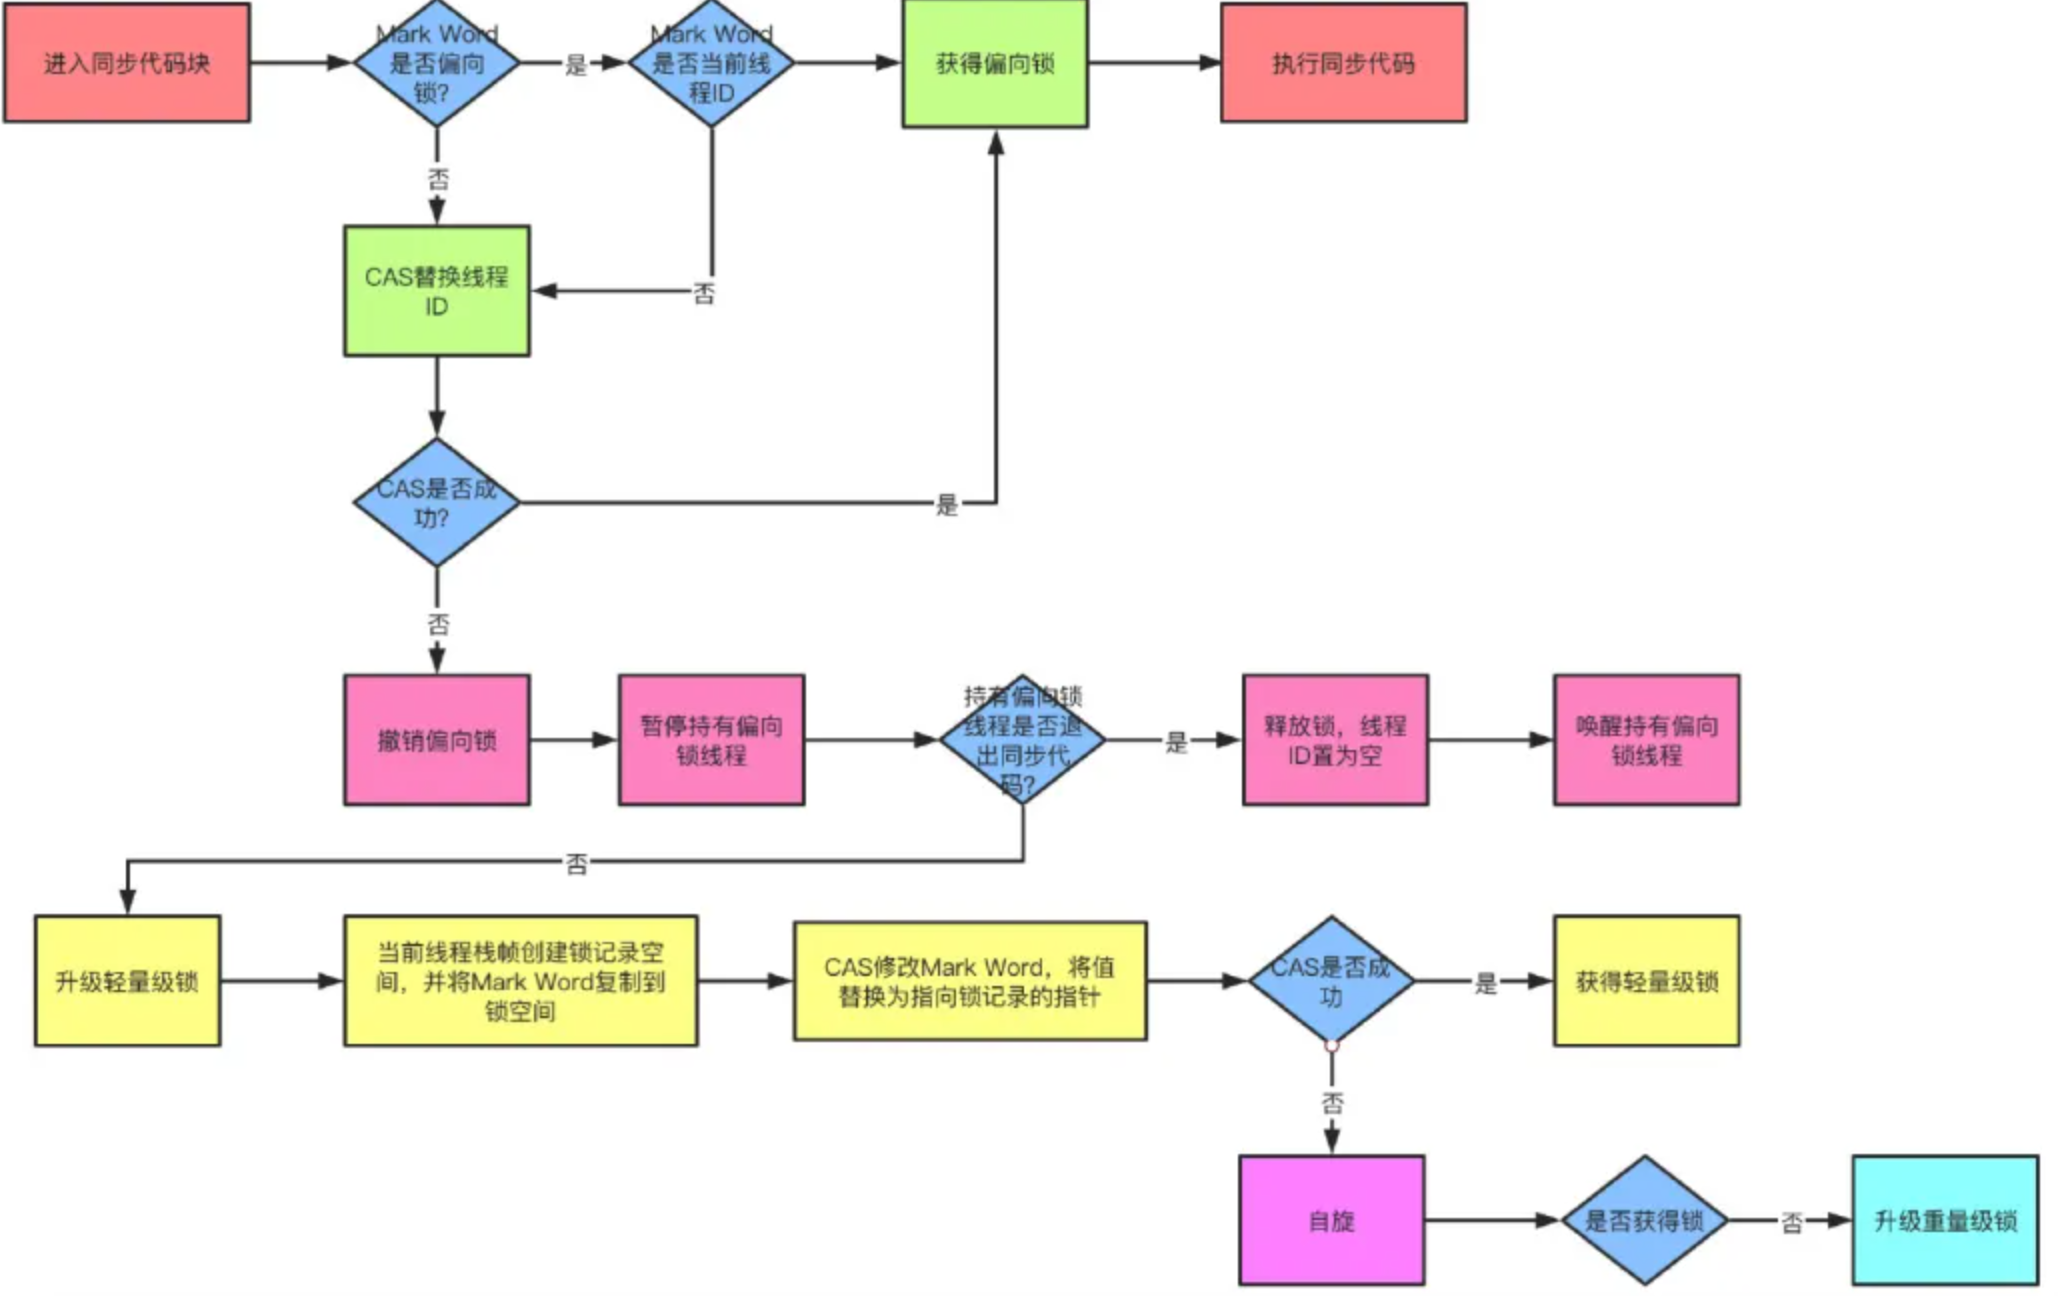 进入同步代码块
Mark Word
是否偏向
锁?
是
Mark Word
是否当前线
程ID
获得偏向锁
执行同步代码
否
CAS替换线程
ID
否
CAS是否成
功?
是
否
撤销偏向锁
暂停持有偏向
锁线程
持有偏向锁
线程是否退
出同步代
码?
是
释放锁，线程
ID置为空
唤醒持有偏向
锁线程
否
升级轻量级锁
当前线程栈帧创建锁记录空
间，并将Mark Word复制到
锁空间
CAS修改Mark Word，将值
替换为指向锁记录的指针
CAS是否成
功
是
获得轻量级锁
否
自旋
是否获得锁
否
升级重量级锁